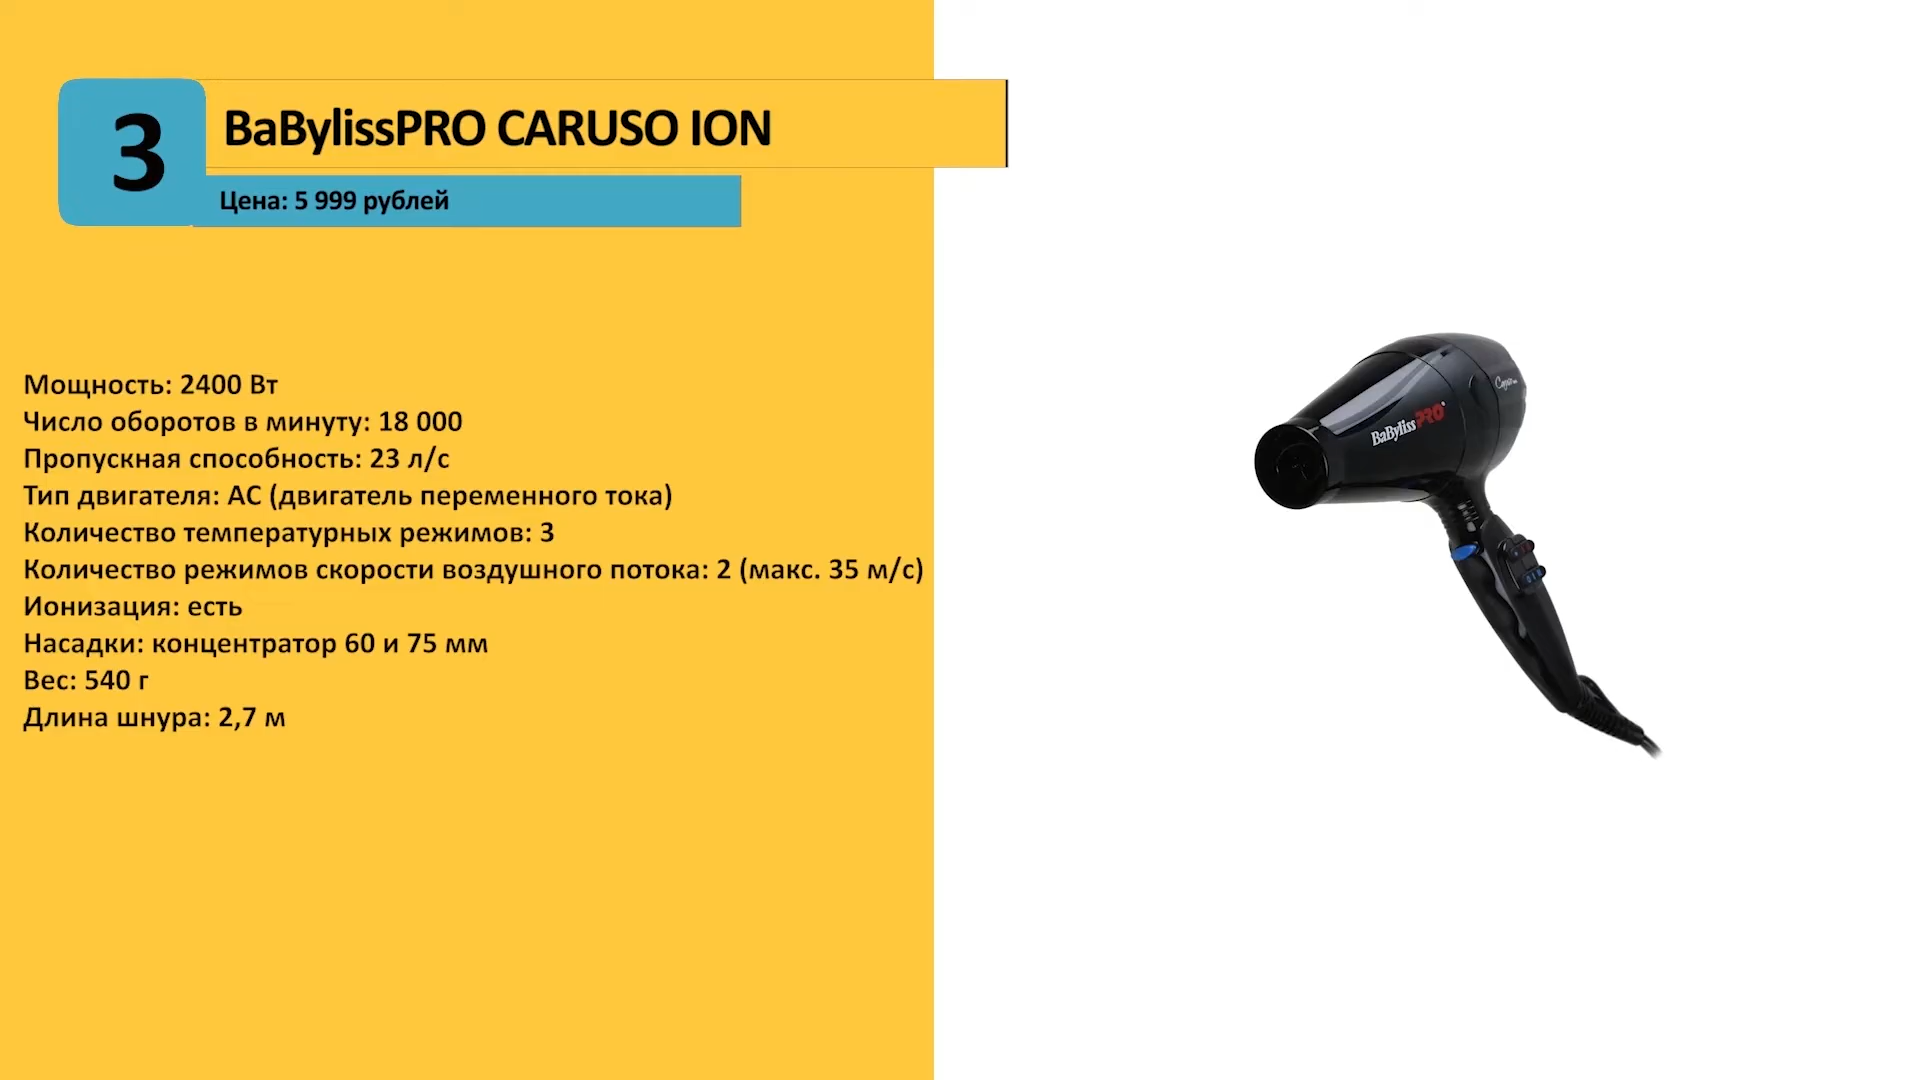 3
BaBylissPRO CARUSO ION
Цена: 5 999 рублей
Мощность: 2400 Вт
Число оборотов в минуту: 18 000
Пропускная способность: 23 л/с
Тип двигателя: AC (двигатель переменного тока)
Количество температурных режимов: 3
Количество режимов скорости воздушного потока: 2 (макс. 35 м/с)
Ионизация: есть
Насадки: концентратор 60 и 75 мм
Вес: 540 г
Длина шнура: 2,7 м
BaBylissPRO
Caruso